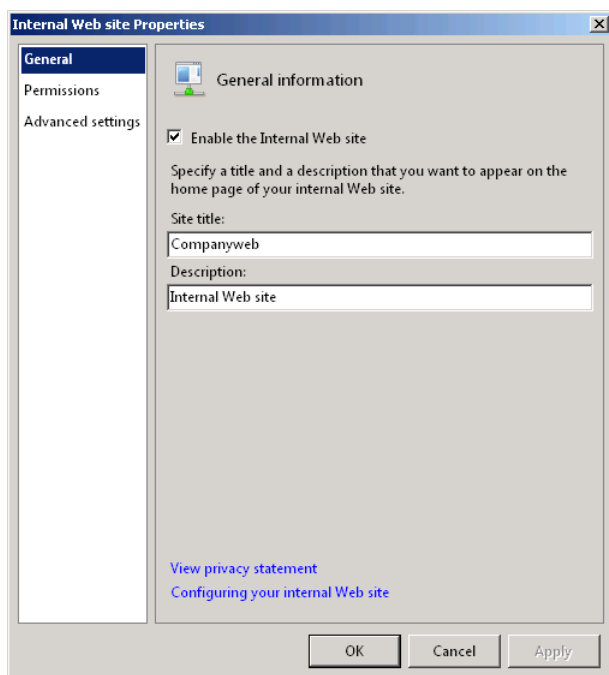 Internal Web site Properties
General
Permissions
Advanced settings
General information
Enable the Internal Web site
Specify a title and a description that you want to appear on the
home page of your internal Web site.
Site title:
Companyweb
Description:
Internal Web site
View privacy statement
Configuring your internal Web site
OK
Cancel
Apply